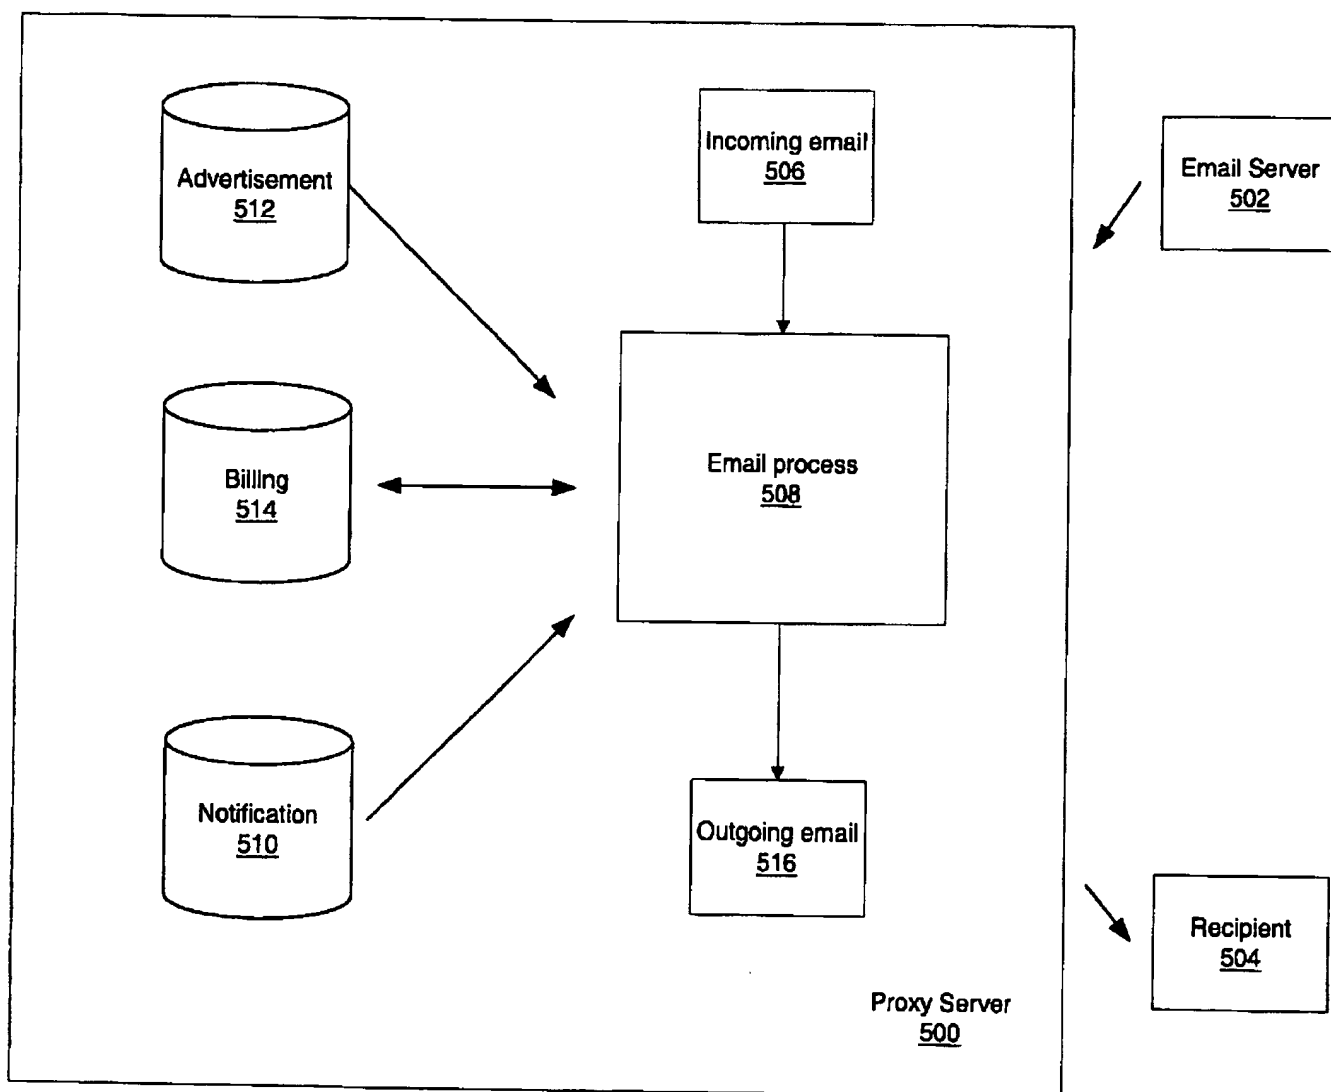 Advertisement
512
Incoming email
506
Email Server
502
Billing
514
Email process
508
Notification
510
Outgoing email
516
Recipient
504
Proxy Server
500